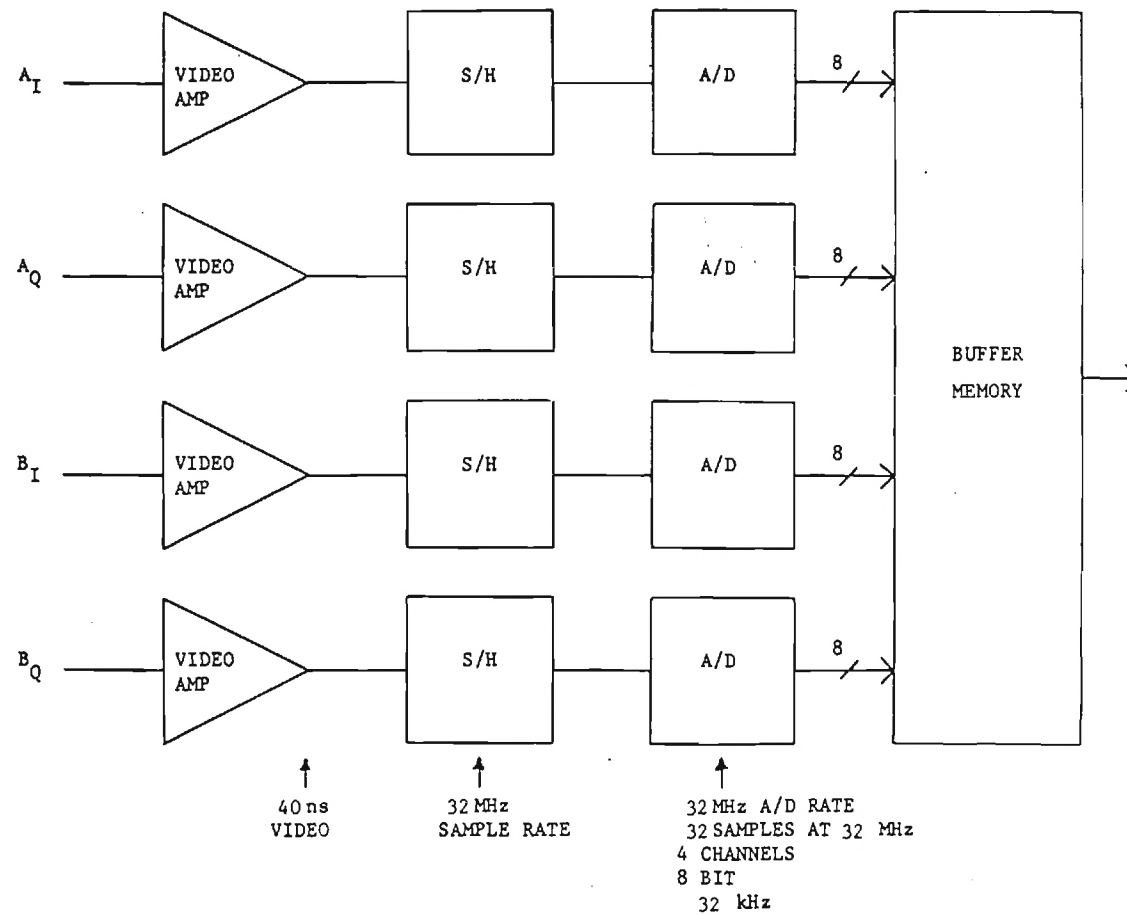 A_I
VIDEO
AMP
S/H
A/D
8
A_Q
VIDEO
AMP
S/H
A/D
8
BUFFER
MEMORY
B_I
VIDEO
AMP
S/H
A/D
8
B_Q
VIDEO
AMP
S/H
A/D
8
40 ns
VIDEO
32 MHz
SAMPLE RATE
32 MHz A/D RATE
32 SAMPLES AT 32 MHz
4 CHANNELS
8 BIT
32 kHz